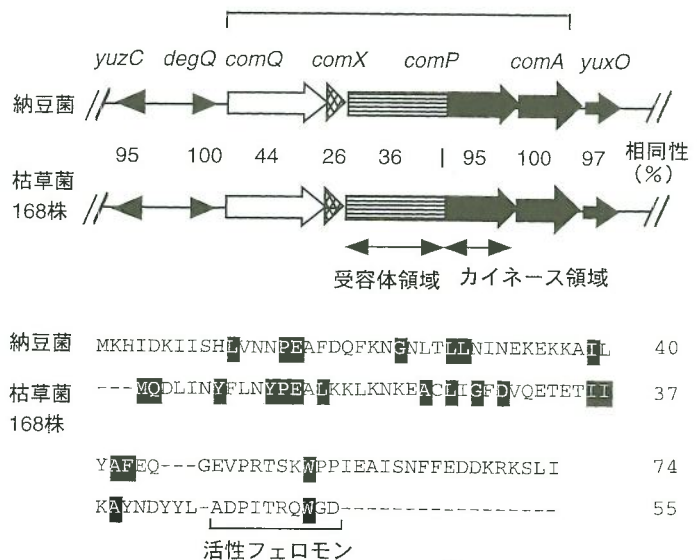 yuzC degQ comQ comX comP comA yuxO
納豆菌
95 100 44 26 36 | 95 100 97 相同性
(%)
枯草菌
168株
受容体領域 カイネース領域
納豆菌 MKHIDKIISHLVNNPEAFDQFKNGNLTLLNINEKEKKAIL 40
枯草菌 ---MQDLINYFLNYPEALKKLKNKEACLIGFDVQETETII 37
168株
YAFEQ---GEVPRTSKWPPIEAISNFFEDDKRKSLI 74
KAYNDYYL-ADPITRQWGD----------------- 55
活性フェロモン